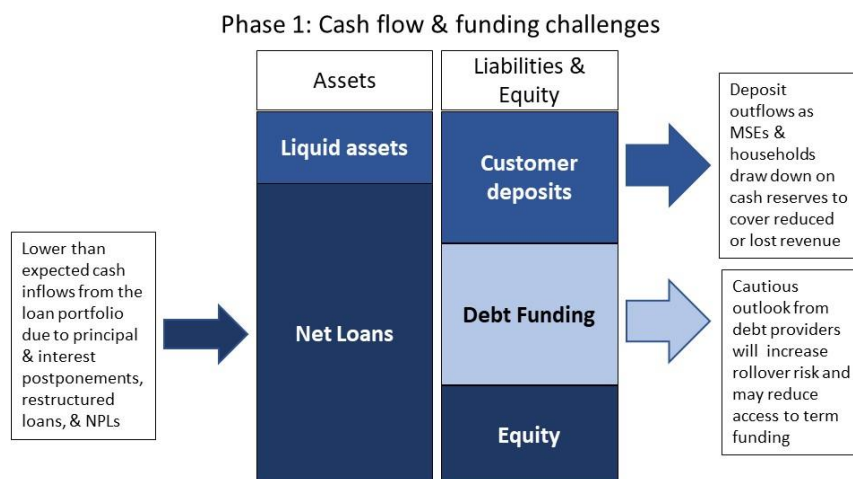 Phase 1: Cash flow & funding challenges
Assets
Liabilities &
Equity
Liquid assets
Customer
deposits
Deposit
outflows as
MSEs &
households
draw down on
cash reserves to
cover reduced
or lost revenue
Lower than
expected cash
inflows from the
loan portfolio
due to principal
& interest
postponements,
restructured
loans, & NPLs
Net Loans
Debt Funding
Cautious
outlook from
debt providers
will increase
rollover risk and
may reduce
access to term
funding
Equity